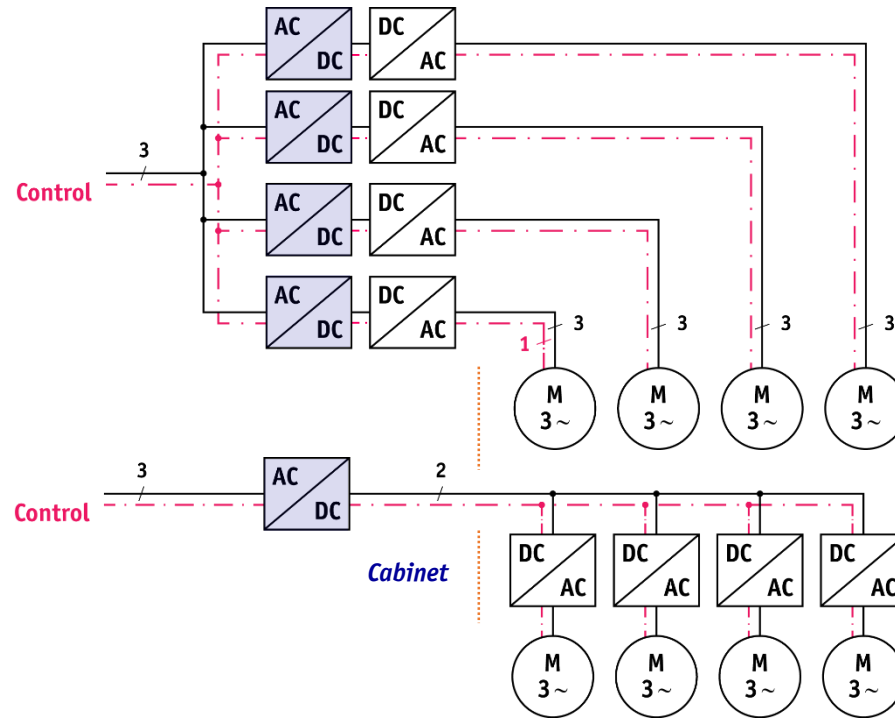 AC DC DC AC
AC DC DC AC
3
Control
AC DC DC AC
AC DC DC AC
3 3 3 3
1
M M M M
3~ 3~ 3~ 3~
3 AC DC 2
Control
Cabinet
DC AC DC AC DC AC DC AC
M M M M
3~ 3~ 3~ 3~